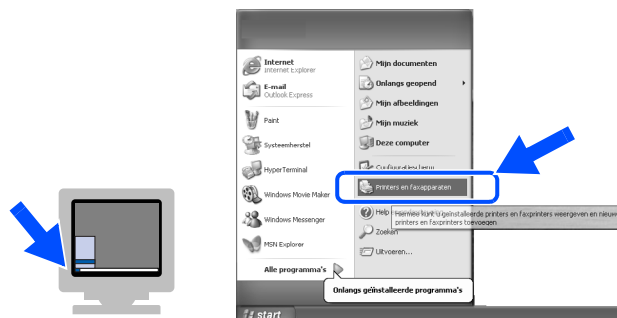 Internet
Internet Explorer
E-mail
Outlook Express
Paint
Systeemherstel
HyperTerminal
Windows Movie Maker
Windows Messenger
MSN Explorer
Alle programma's
Mijn documenten
Onlangs geopend
Mijn afbeeldingen
Mijn muziek
Deze computer
Configuratiescherm
Printers en faxapparaten
Help
Hiermee kunt u geïnstalleerde printers en faxprinters weergeven en nieuw
printers en faxprinters toevoegen
Zoeken
Uitvoeren...
Onlangs geïnstalleerde programma's
start